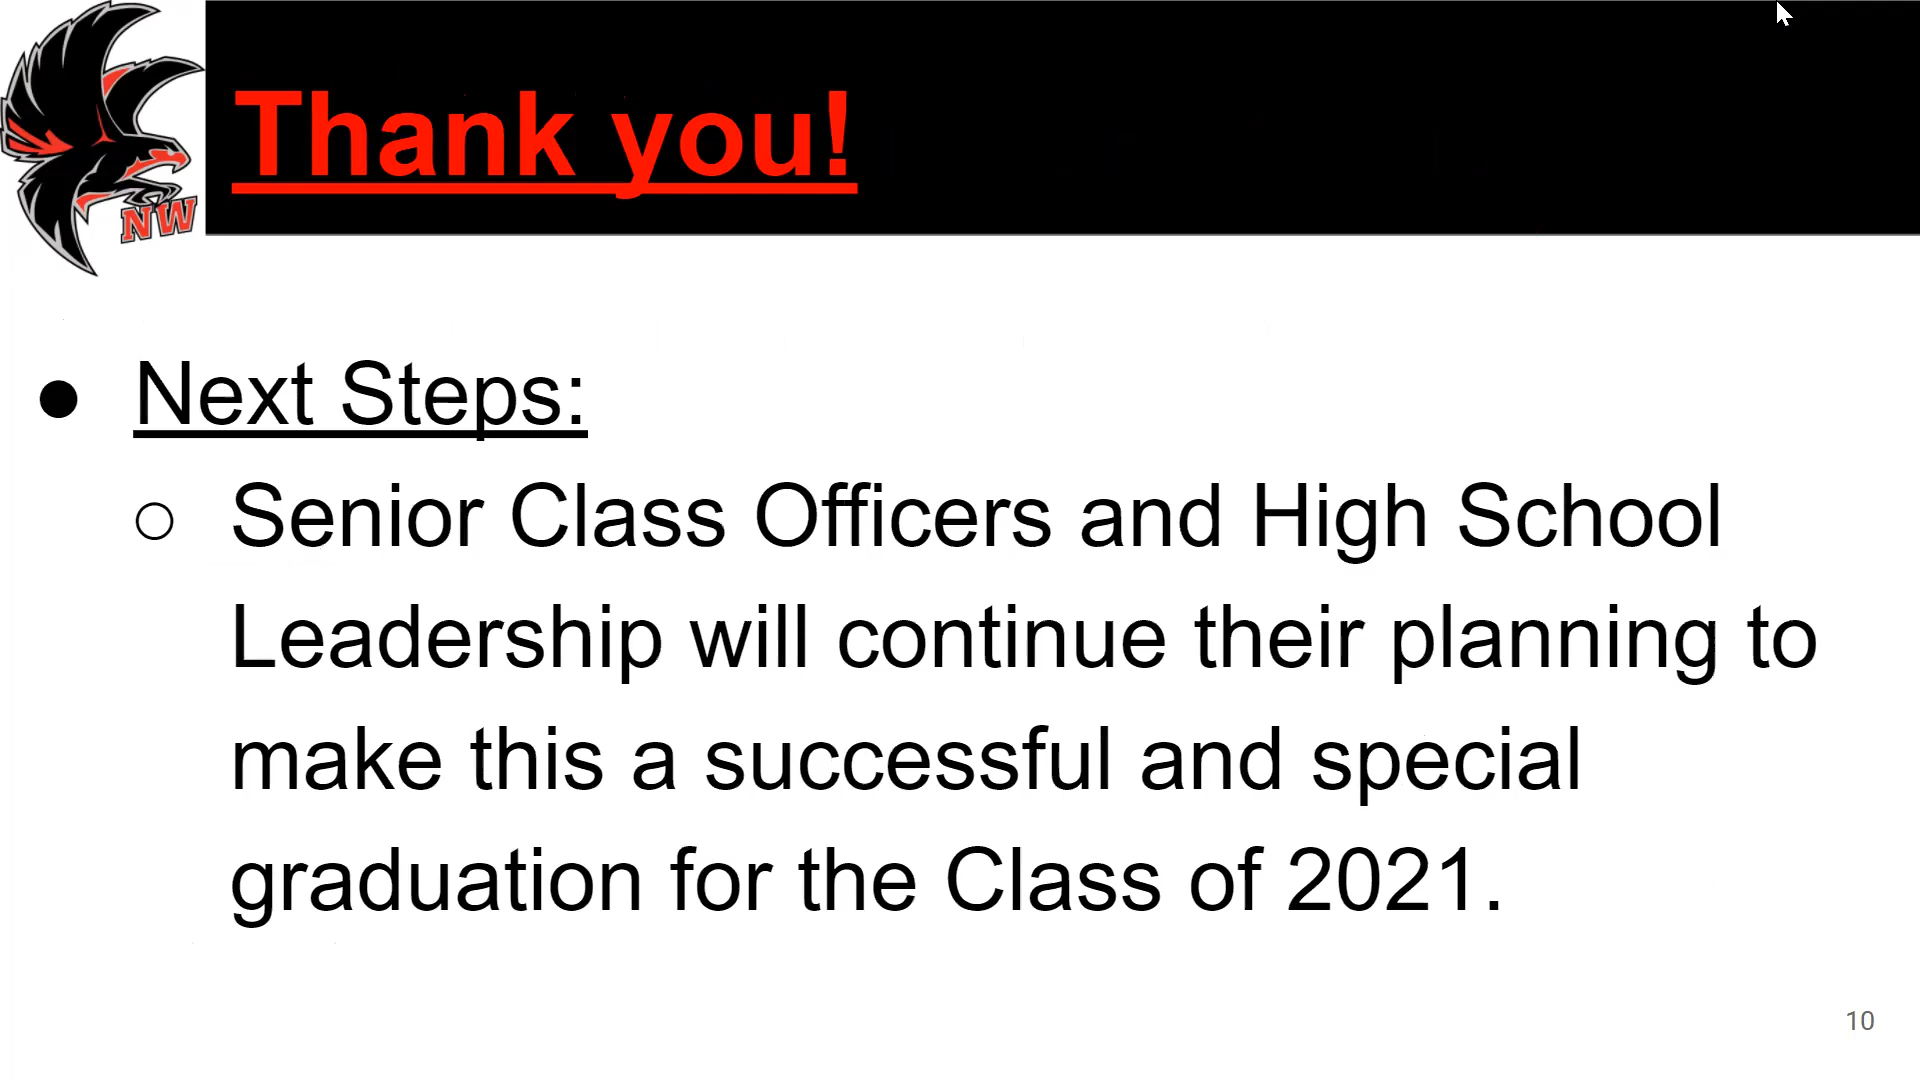 NW
Thank you!
● Next Steps:
○ Senior Class Officers and High School
Leadership will continue their planning to
make this a successful and special
graduation for the Class of 2021.
10